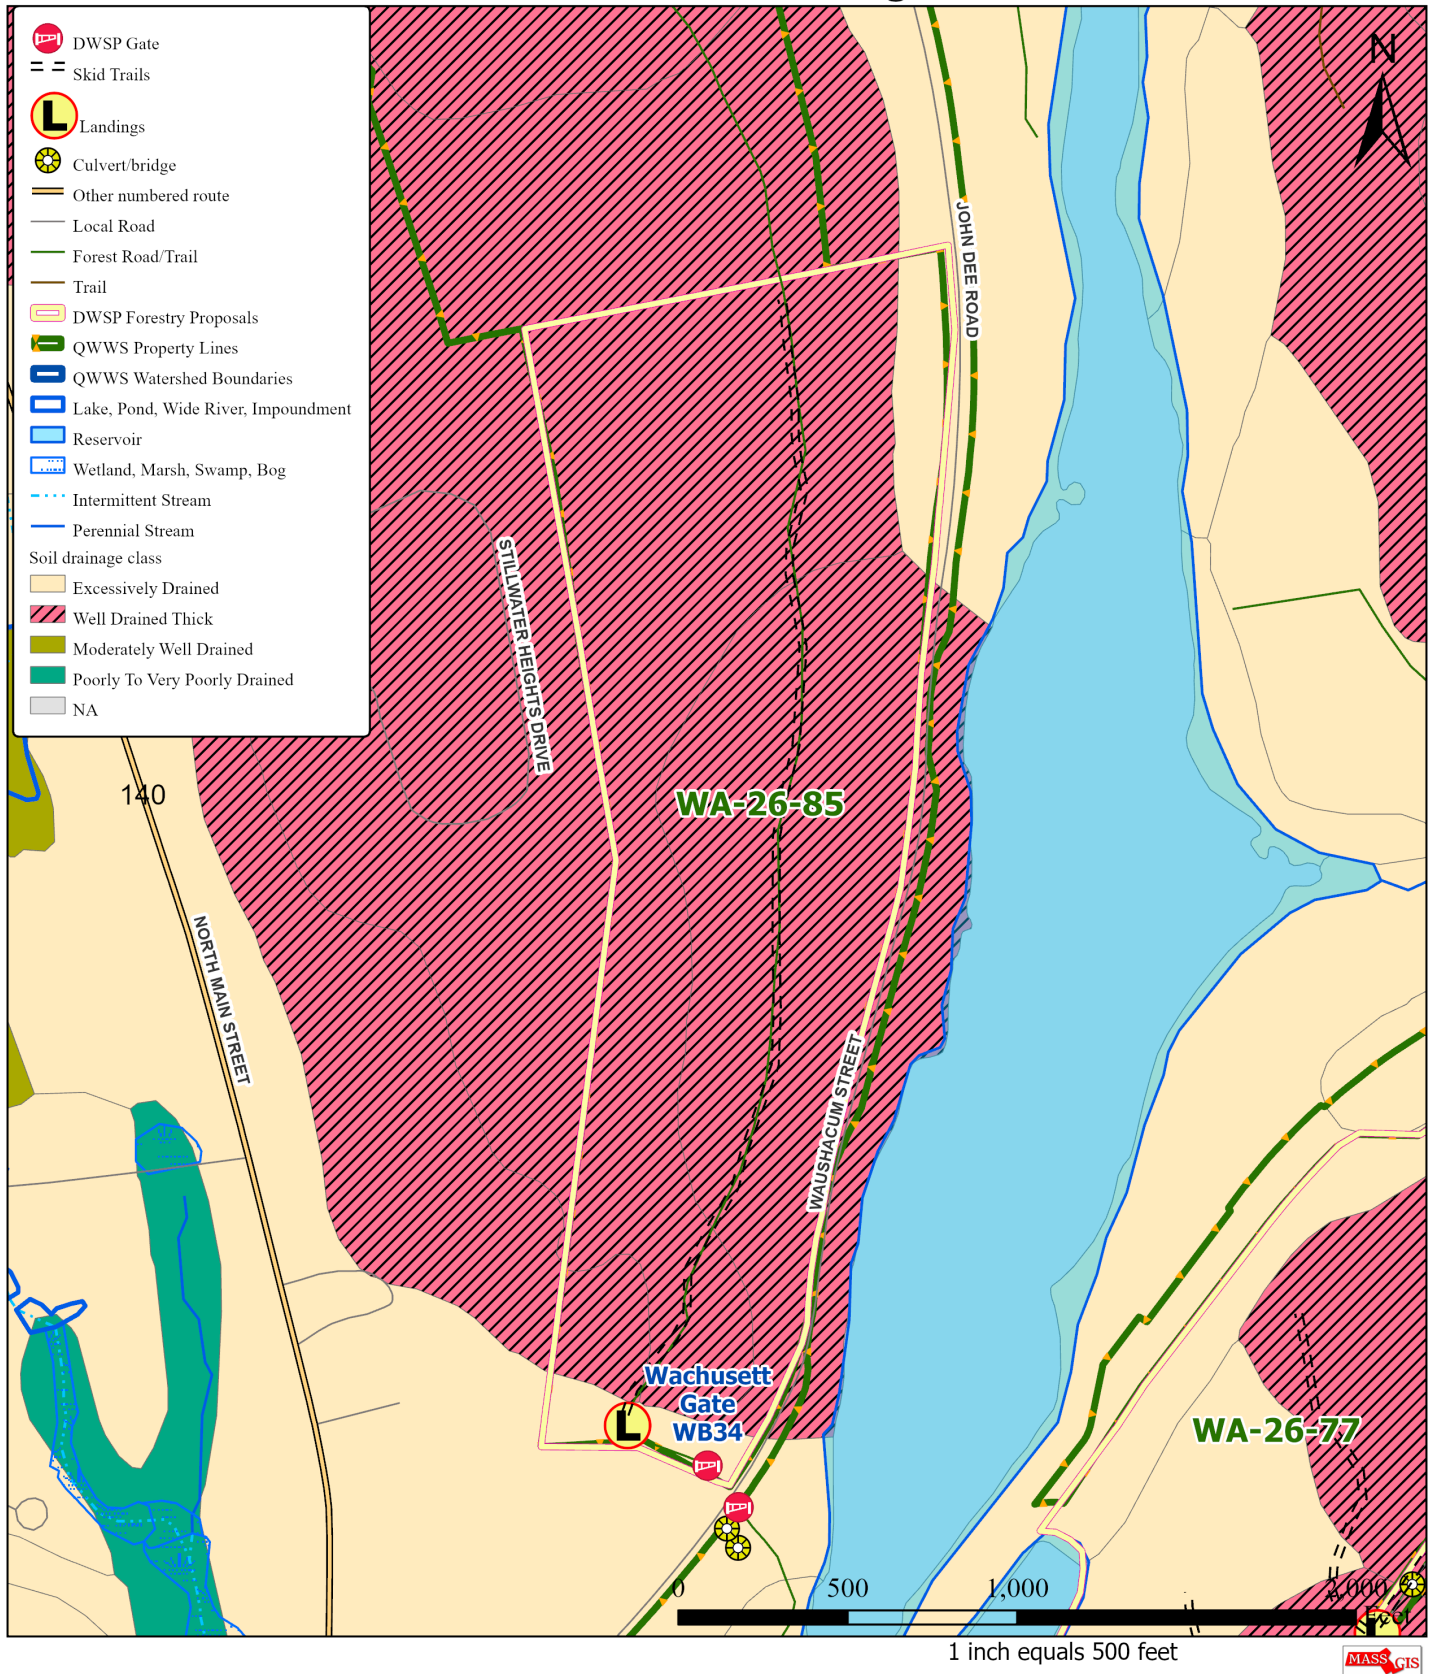 DWSP Gate
Skid Trails
L
Landings
Culvert/bridge
Other numbered route
Local Road
Forest Road/Trail
Trail
DWSP Forestry Proposals
QWWS Property Lines
QWWS Watershed Boundaries
Lake, Pond, Wide River, Impoundment
Reservoir
Wetland, Marsh, Swamp, Bog
Intermittent Stream
Perennial Stream
Soil drainage class
Excessively Drained
Well Drained Thick
Moderately Well Drained
Poorly To Very Poorly Drained
NA
N
JOHN DEE ROAD
STILLWATER HEIGHTS DRIVE
140
WA-26-85
NORTH MAIN STREET
WAUSHACUM STREET
Wachusett
Gate
WB34
L
WA-26-77
0 500 1,000 2,000
Feet
L
1 inch equals 500 feet
MASSGIS